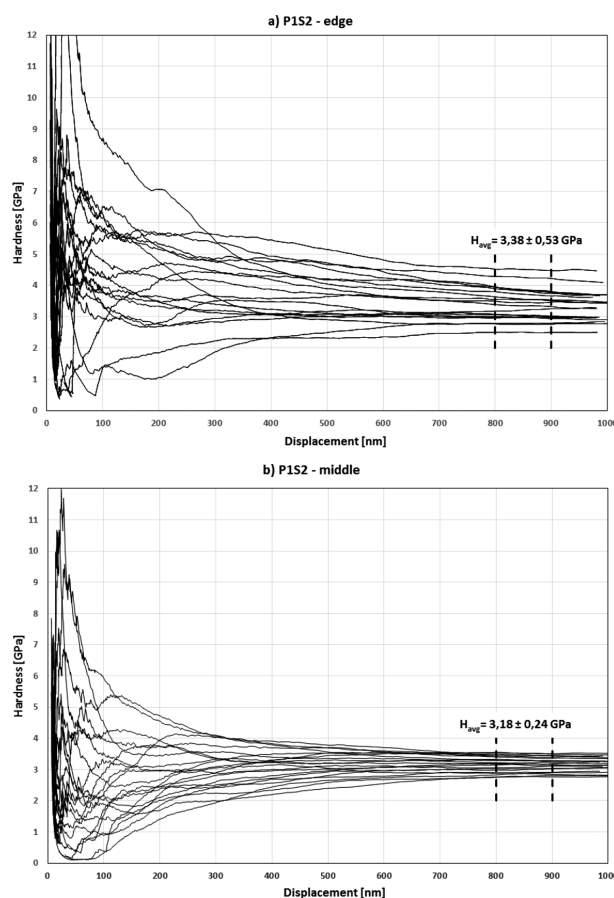 a) P1S2 - edge
12
11
10
9
8
7
6
5
4
3
2
1
0
Hardness [GPa]
Havg= 3,38 ± 0,53 GPa
0 100 200 300 400 500 600 700 800 900 1000
Displacement [nm]
b) P1S2 - middle
12
11
10
9
8
7
6
5
4
3
2
1
0
Hardness [GPa]
Havg= 3,18 ± 0,24 GPa
0 100 200 300 400 500 600 700 800 900 1000
Displacement [nm]